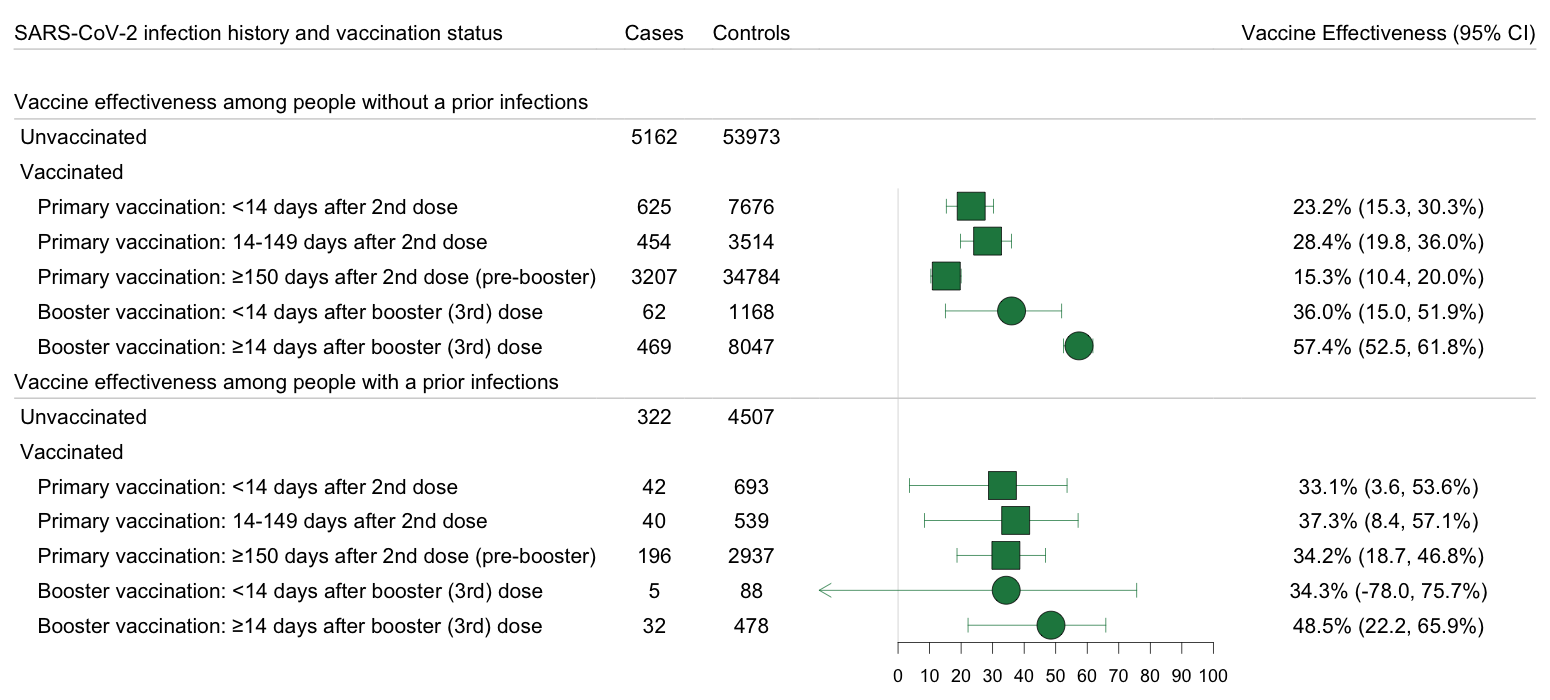 SARS-CoV-2 infection history and vaccination status Cases Controls Vaccine Effectiveness (95% CI)
Vaccine effectiveness among people without a prior infections
Unvaccinated 5162 53973
Vaccinated
Primary vaccination: <14 days after 2nd dose 625 7676 23.2% (15.3, 30.3%)
Primary vaccination: 14-149 days after 2nd dose 454 3514 28.4% (19.8, 36.0%)
Primary vaccination: ≥150 days after 2nd dose (pre-booster) 3207 34784 15.3% (10.4, 20.0%)
Booster vaccination: <14 days after booster (3rd) dose 62 1168 36.0% (15.0, 51.9%)
Booster vaccination: ≥14 days after booster (3rd) dose 469 8047 57.4% (52.5, 61.8%)
Vaccine effectiveness among people with a prior infections
Unvaccinated 322 4507
Vaccinated
Primary vaccination: <14 days after 2nd dose 42 693 33.1% (3.6, 53.6%)
Primary vaccination: 14-149 days after 2nd dose 40 539 37.3% (8.4, 57.1%)
Primary vaccination: ≥150 days after 2nd dose (pre-booster) 196 2937 34.2% (18.7, 46.8%)
Booster vaccination: <14 days after booster (3rd) dose 5 88 34.3% (-78.0, 75.7%)
Booster vaccination: ≥14 days after booster (3rd) dose 32 478 48.5% (22.2, 65.9%)
0 10 20 30 40 50 60 70 80 90 100